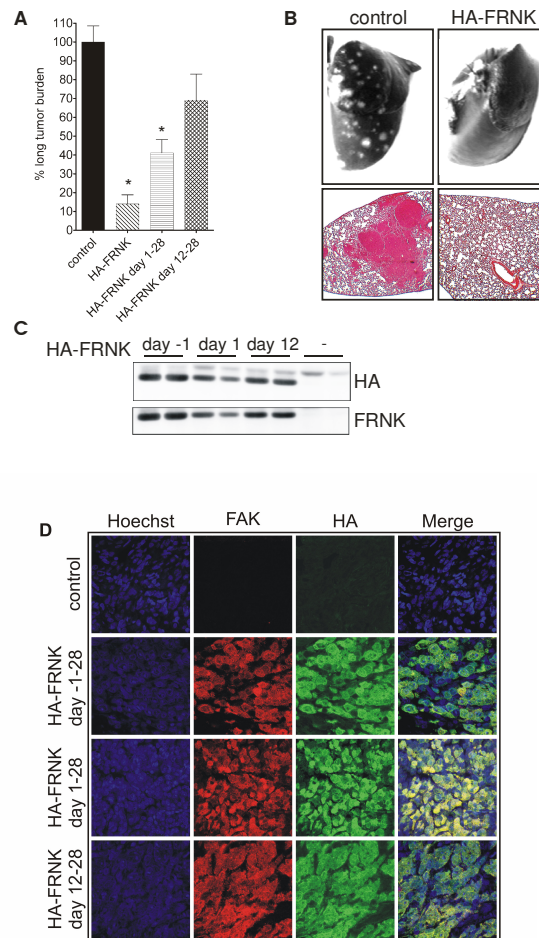 A
% long tumor burden
110
100
90
80
70
60
50
40
30
20
10
0
*
*
control
HA-FRNK
HA-FRNK day 1-28
HA-FRNK day 12-28
B
control HA-FRNK
C
HA-FRNK day -1 day 1 day 12 -
HA
FRNK
D
Hoechst FAK HA Merge
control
HA-FRNK
day -1-28
HA-FRNK
day 1-28
HA-FRNK
day 12-28